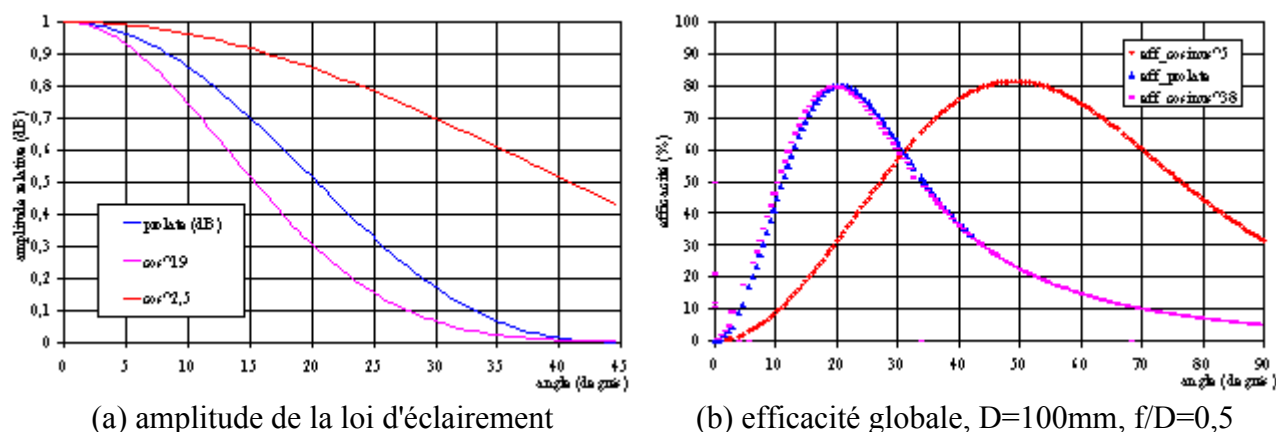 1
0,9
0,8
0,7
0,6
0,5
0,4
0,3
0,2
0,1
0
amplitude relative (dB)
prolate (dB)
cos^19
cos^2,5
0 5 10 15 20 25 30 35 40 45
angle (degrés)
100
90
80
70
60
50
40
30
20
10
0
efficacité (%)
eff_cosinus^5
eff_prolate
eff_cosinus^38
0 10 20 30 40 50 60 70 80 90
angle (degrés)
(a) amplitude de la loi d'éclairement
(b) efficacité globale, D=100mm, f/D=0,5